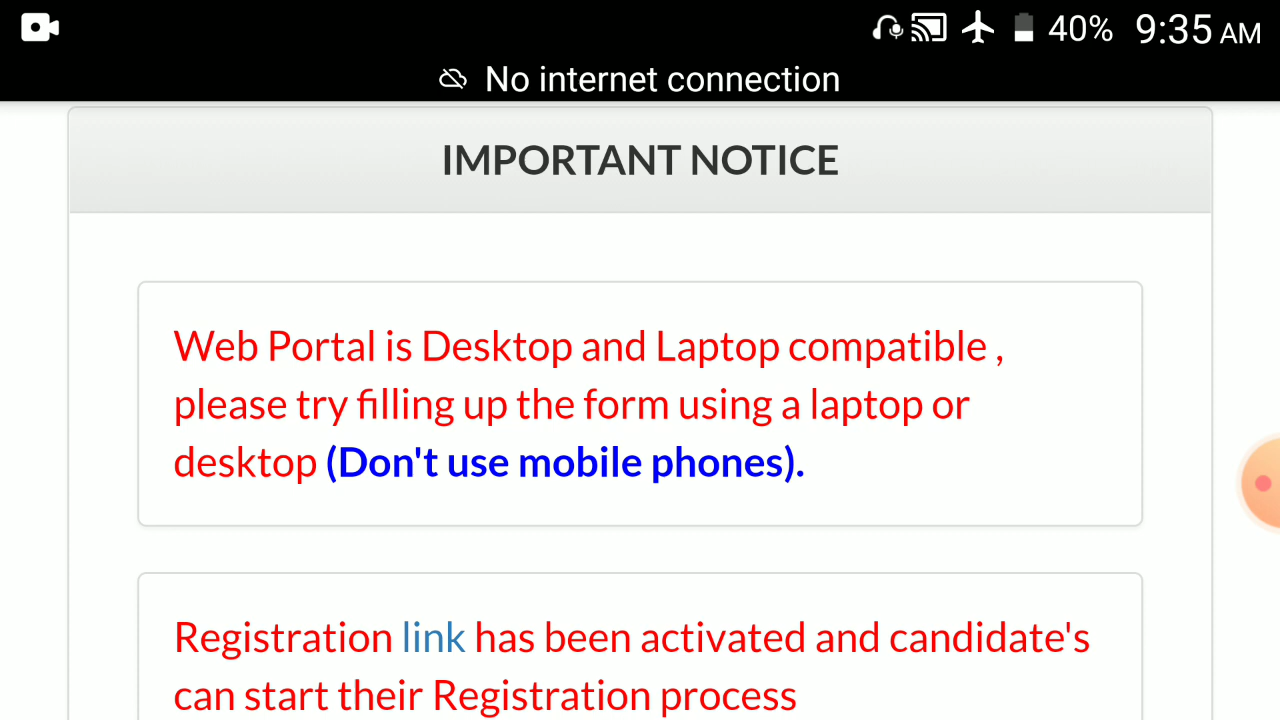 40% 9:35 AM
No internet connection
IMPORTANT NOTICE
Web Portal is Desktop and Laptop compatible ,
please try filling up the form using a laptop or
desktop (Don't use mobile phones).
Registration link has been activated and candidate's
can start their Registration process